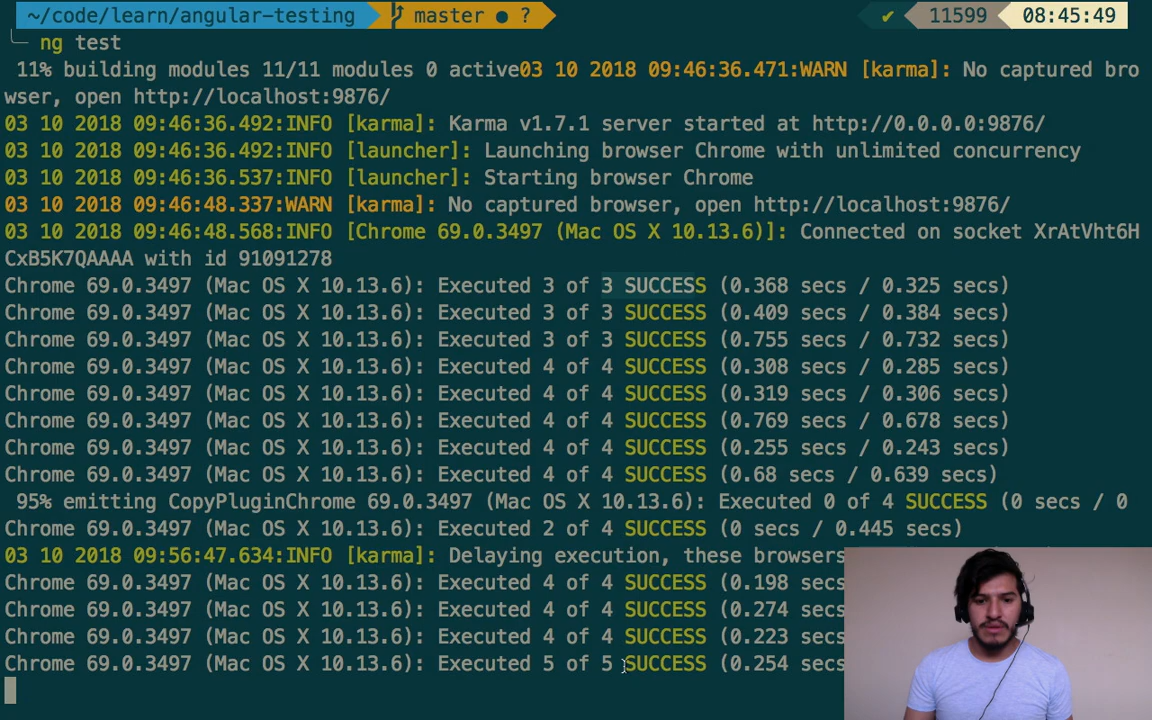 ~/code/learn/angular-testing master ● ? ✔ 11599 08:45:49
ng test
11% building modules 11/11 modules 0 active03 10 2018 09:46:36.471:WARN [karma]: No captured bro
wser, open http://localhost:9876/
03 10 2018 09:46:36.492:INFO [karma]: Karma v1.7.1 server started at http://0.0.0.0:9876/
03 10 2018 09:46:36.492:INFO [launcher]: Launching browser Chrome with unlimited concurrency
03 10 2018 09:46:36.537:INFO [launcher]: Starting browser Chrome
03 10 2018 09:46:48.337:WARN [karma]: No captured browser, open http://localhost:9876/
03 10 2018 09:46:48.568:INFO [Chrome 69.0.3497 (Mac OS X 10.13.6)]: Connected on socket XrAtVht6H
CxB5K7QAAAA with id 91091278
Chrome 69.0.3497 (Mac OS X 10.13.6): Executed 3 of 3 SUCCESS (0.368 secs / 0.325 secs)
Chrome 69.0.3497 (Mac OS X 10.13.6): Executed 3 of 3 SUCCESS (0.409 secs / 0.384 secs)
Chrome 69.0.3497 (Mac OS X 10.13.6): Executed 3 of 3 SUCCESS (0.755 secs / 0.732 secs)
Chrome 69.0.3497 (Mac OS X 10.13.6): Executed 4 of 4 SUCCESS (0.308 secs / 0.285 secs)
Chrome 69.0.3497 (Mac OS X 10.13.6): Executed 4 of 4 SUCCESS (0.319 secs / 0.306 secs)
Chrome 69.0.3497 (Mac OS X 10.13.6): Executed 4 of 4 SUCCESS (0.769 secs / 0.678 secs)
Chrome 69.0.3497 (Mac OS X 10.13.6): Executed 4 of 4 SUCCESS (0.255 secs / 0.243 secs)
Chrome 69.0.3497 (Mac OS X 10.13.6): Executed 4 of 4 SUCCESS (0.68 secs / 0.639 secs)
95% emitting CopyPluginChrome 69.0.3497 (Mac OS X 10.13.6): Executed 0 of 4 SUCCESS (0 secs / 0
Chrome 69.0.3497 (Mac OS X 10.13.6): Executed 2 of 4 SUCCESS (0 secs / 0.445 secs)
03 10 2018 09:56:47.634:INFO [karma]: Delaying execution, these browsers
Chrome 69.0.3497 (Mac OS X 10.13.6): Executed 4 of 4 SUCCESS (0.198 secs
Chrome 69.0.3497 (Mac OS X 10.13.6): Executed 4 of 4 SUCCESS (0.274 secs
Chrome 69.0.3497 (Mac OS X 10.13.6): Executed 4 of 4 SUCCESS (0.223 secs
Chrome 69.0.3497 (Mac OS X 10.13.6): Executed 5 of 5 SUCCESS (0.254 secs